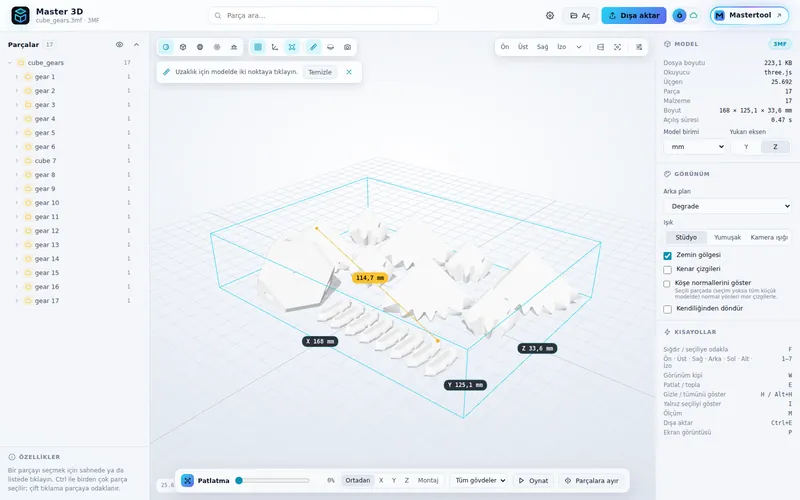 Master 3D
cube_gears.3mf · 3MF
Parça ara...
Aç
Dışa aktar
Mastertool
Parçalar 17
cube_gears 17
gear 1 1
gear 2 1
gear 3 1
gear 4 1
gear 5 1
gear 6 1
cube 7 1
gear 8 1
gear 9 1
gear 10 1
gear 11 1
gear 12 1
gear 13 1
gear 14 1
gear 15 1
gear 16 1
gear 17 1
ÖZELLİKLER
Bir parçayı seçmek için sahnede ya da
listede tıklayın. Ctrl ile birden çok parça
seçilir; çift tıklama parçaya odaklanır.
Ön Üst Sağ İzo
Uzaklık için modelde iki noktaya tıklayın. Temizle
114,7 mm
X 168 mm
Z 33,6 mm
Y 125,1 mm
Patlatma 0% Ortadan X Y Z Montaj Tüm gövdeler Oynat Parçalara ayır
MODEL 3MF
Dosya boyutu 223,1 KB
Okuyucu three.js
Üçgen 25.692
Parça 17
Malzeme 17
Boyut 168 × 125,1 × 33,6 mm
Açılış süresi 0.47 s
Model birimi Yukarı eksen
mm Y Z
GÖRÜNÜM
Arka plan
Degrade
Işık
Stüdyo Yumuşak Kamera ışığı
Zemin gölgesi
Kenar çizgileri
Köşe normallerini göster
Seçili parçada (seçim yoksa tüm küçük
modelde) normal yönleri mor çizgilerle.
Kendiliğinden döndür
KISAYOLLAR
Sığdır / seçiliye odakla F
Ön · Üst · Sağ · Arka · Sol · Alt · 1–7
İzo
Görünüm kipi W
Patlat / topla E
Gizle / tümünü göster H / Alt+H
Yalnız seçiliyi göster I
Ölçüm M
Dışa aktar Ctrl+E
Ekran görüntüsü P